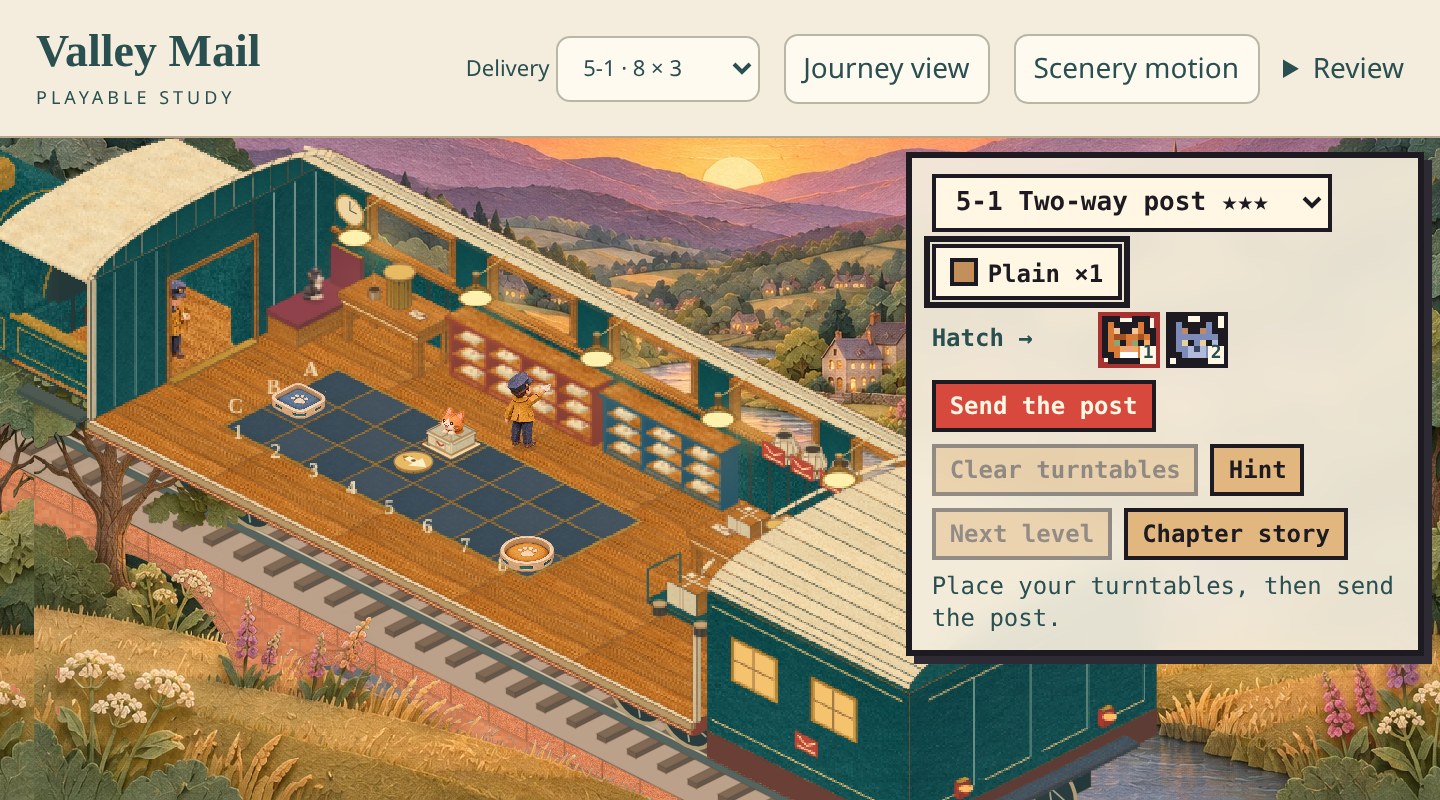 Valley Mail
PLAYABLE STUDY
Delivery
5-1 · 8 × 3
Journey view
Scenery motion
▶ Review
5-1 Two-way post ★★★
Plain ×1
Hatch →
1
2
Send the post
Clear turntables
Hint
Next level
Chapter story
Place your turntables, then send
the post.
A
B
C
1
2
3
4
5
6
7